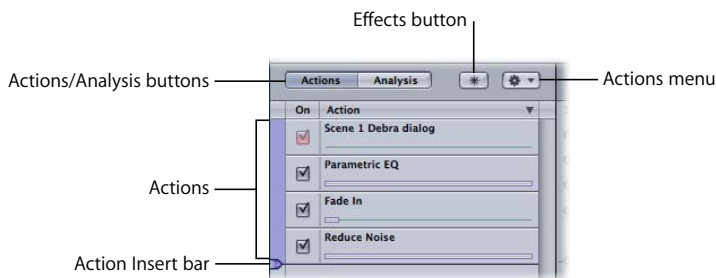 Effects button
Actions/Analysis buttons
Actions
Analysis
Actions menu
On
Action
Scene 1 Debra dialog
Parametric EQ
Actions
Fade In
Reduce Noise
Action Insert bar